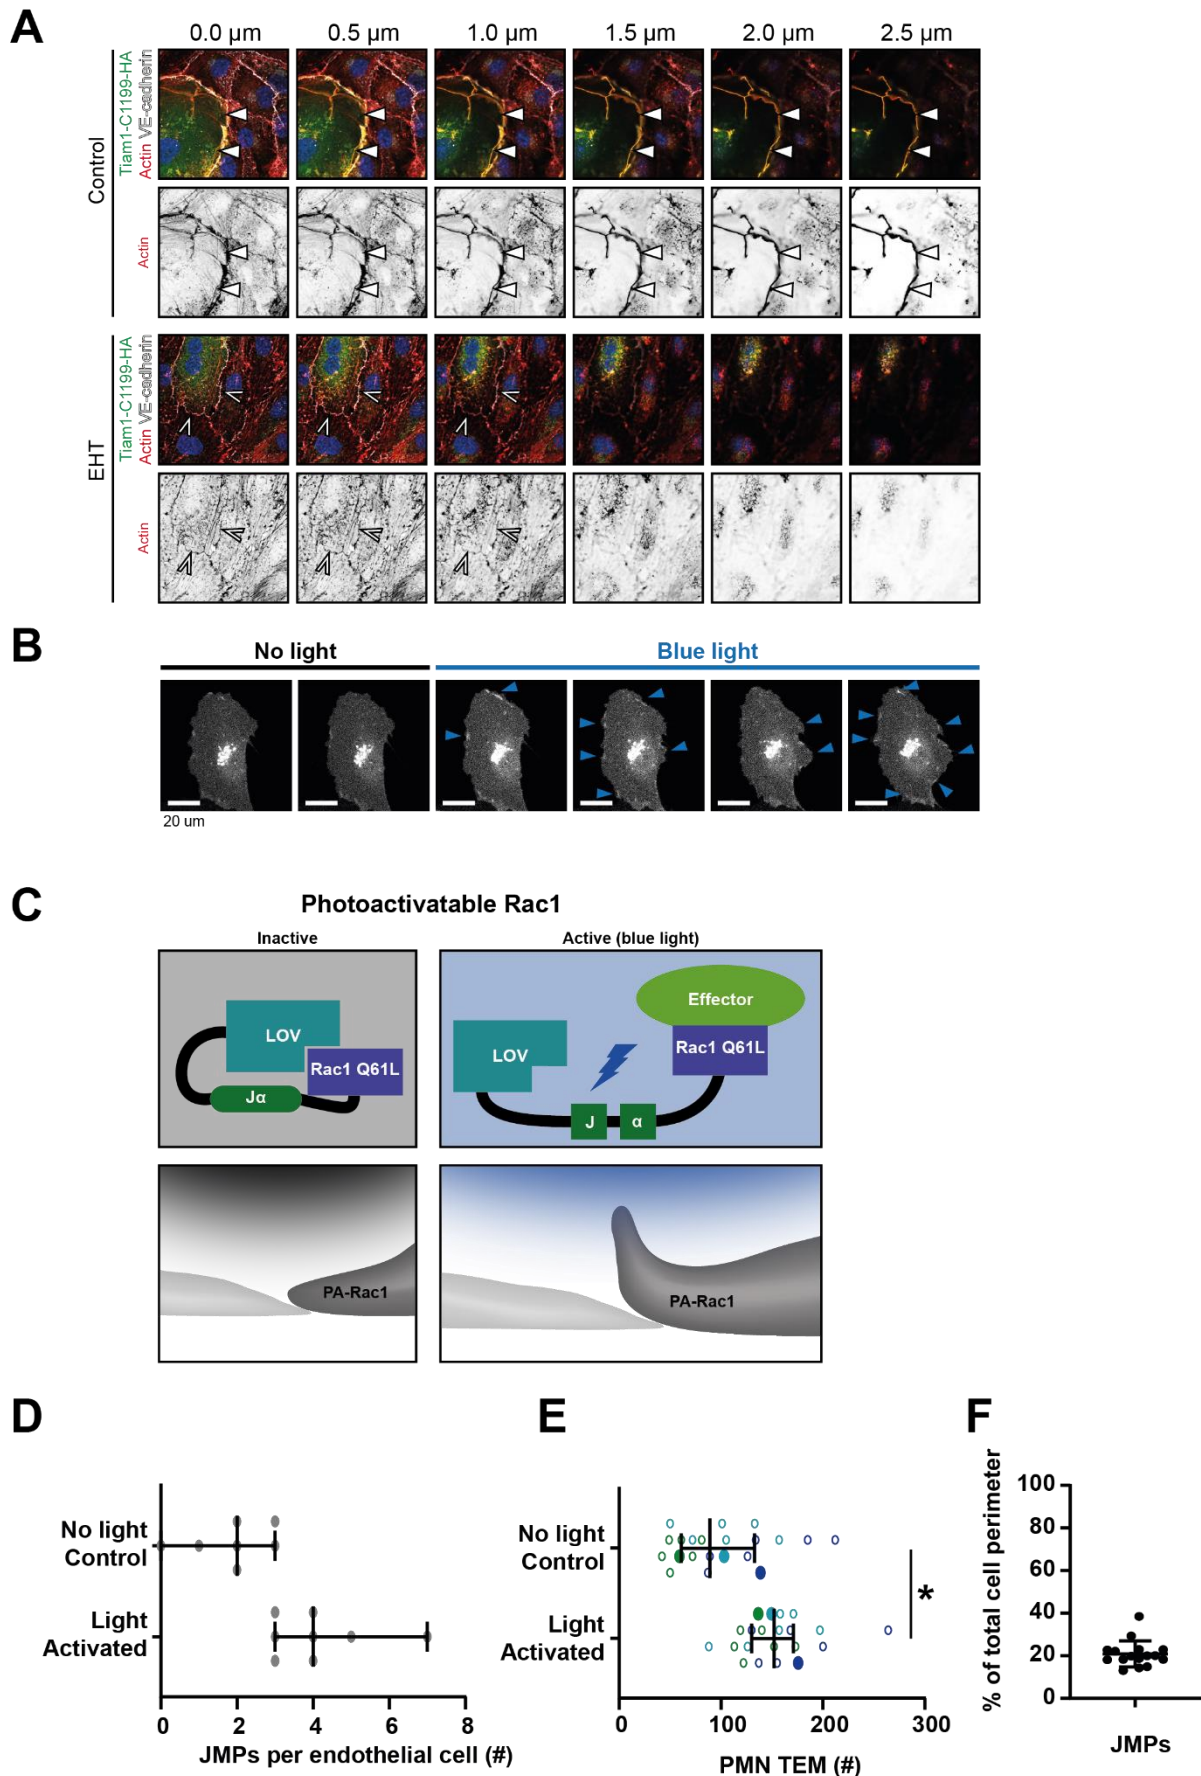 A
0.0 µm 0.5 µm 1.0 µm 1.5 µm 2.0 µm 2.5 µm
Control
Tiam1-C1199-HA
Actin VE-cadherin
Actin
EHT
Tiam1-C1199-HA
Actin VE-cadherin
Actin
B
No light Blue light
20 um
C
Photoactivatable Rac1
Inactive Active (blue light)
LOV
Rac1 Q61L
Jα
Effector
LOV
Rac1 Q61L
J α
PA-Rac1
PA-Rac1
D
No light
Control
Light
Activated
0 2 4 6 8
JMPs per endothelial cell (#)
E
No light
Control
Light
Activated
*
0 100 200 300
PMN TEM (#)
F
% of total cell perimeter
100
80
60
40
20
0
JMPs